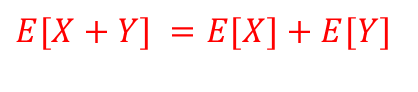 E[X + Y] = E[X] + E[Y]